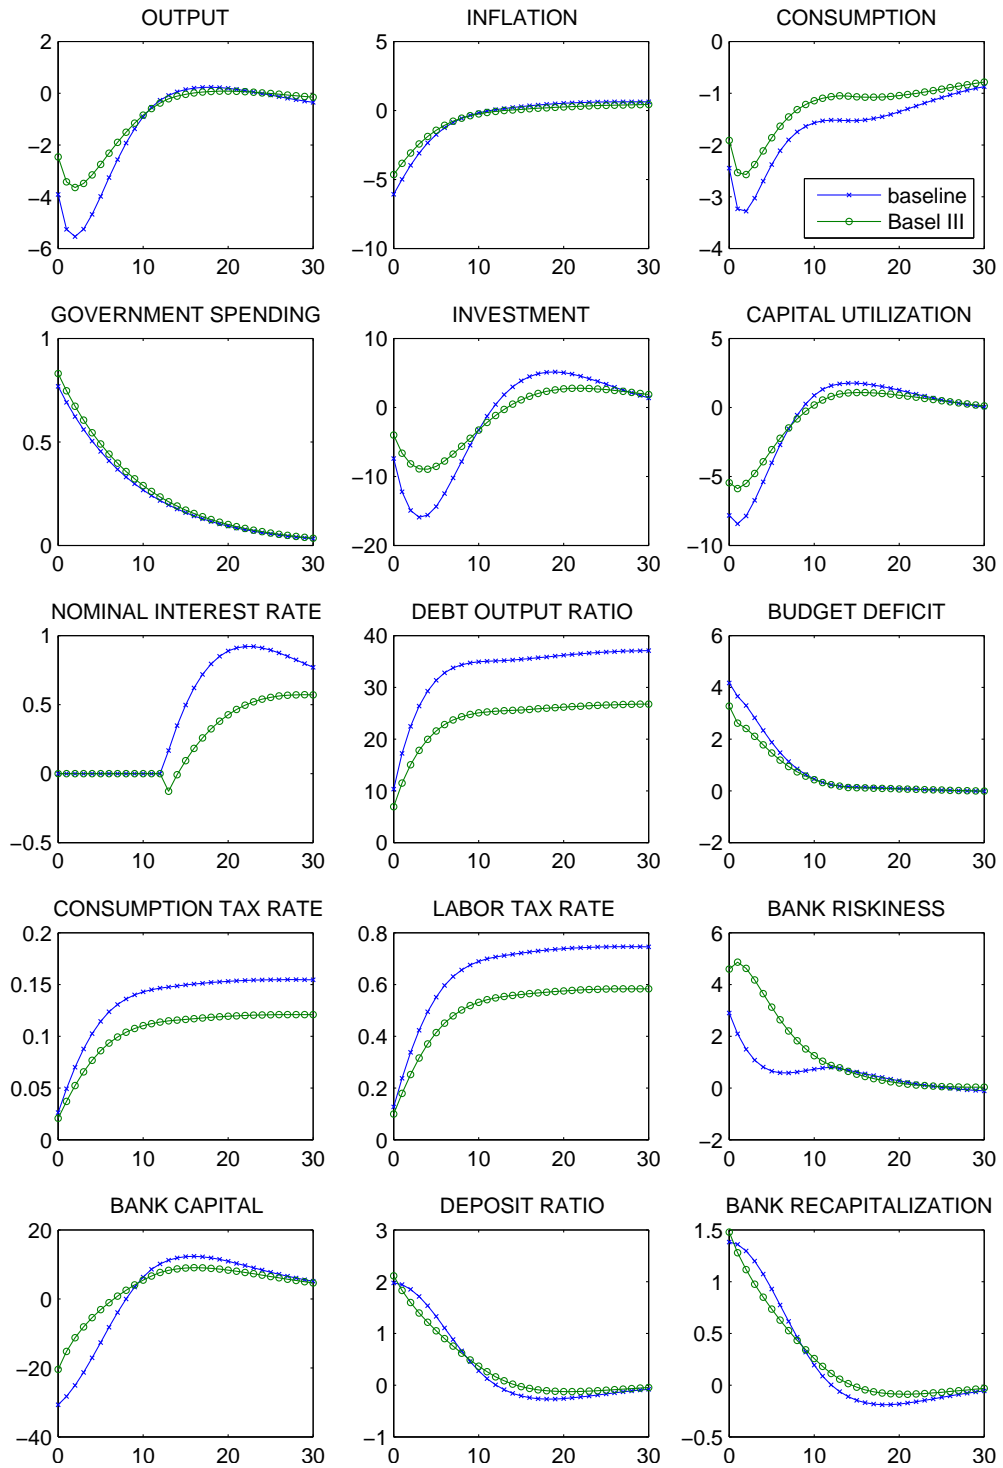 OUTPUT INFLATION CONSUMPTION
2 5 0
0 0 −1
−2 −2
−4 −5 −3
−6 −10 −4
baseline
Basel III
0 10 20 30 0 10 20 30 0 10 20 30
GOVERNMENT SPENDING INVESTMENT CAPITAL UTILIZATION
1 10 5
0 0
0.5 −10 −5
0 −20 −10
0 10 20 30 0 10 20 30 0 10 20 30
NOMINAL INTEREST RATE DEBT OUTPUT RATIO BUDGET DEFICIT
1 40 6
0.5 30 4
0 20 2
10 0
−0.5 0 −2
0 10 20 30 0 10 20 30 0 10 20 30
CONSUMPTION TAX RATE LABOR TAX RATE BANK RISKINESS
0.2 0.8 6
0.15 0.6 4
0.1 0.4 2
0.05 0.2 0
0 0 −2
0 10 20 30 0 10 20 30 0 10 20 30
BANK CAPITAL DEPOSIT RATIO BANK RECAPITALIZATION
20 3 1.5
0 2 1
−20 1 0.5
0 0
−40 −1 −0.5
0 10 20 30 0 10 20 30 0 10 20 30